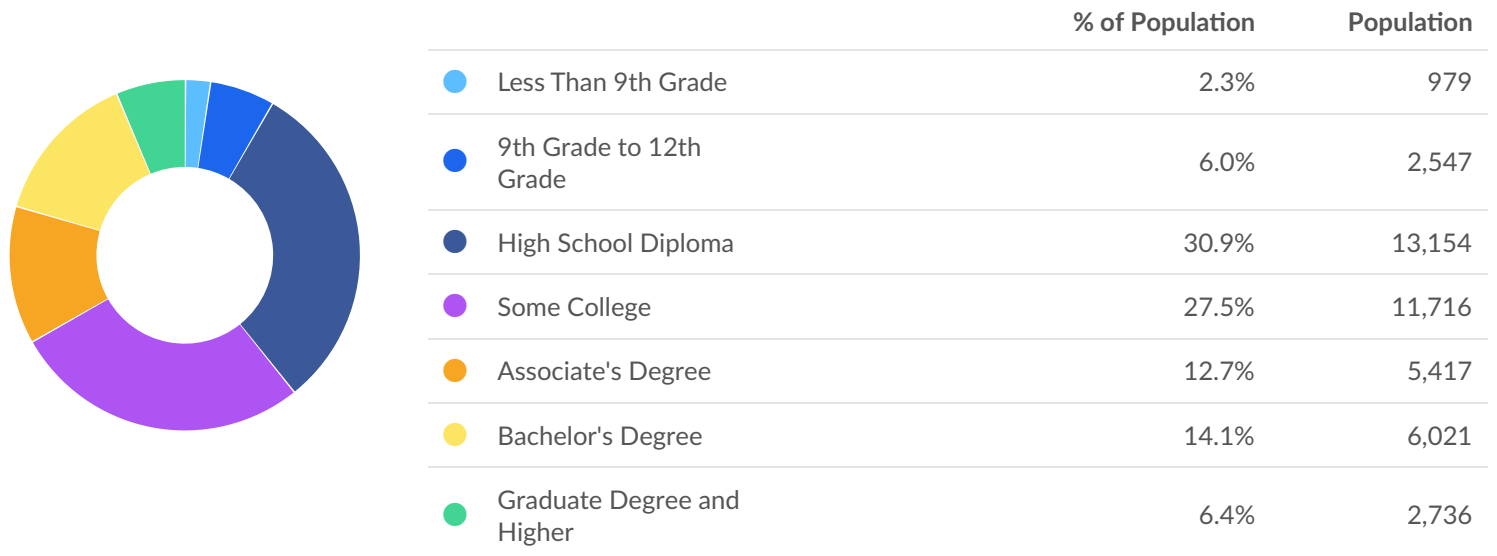 % of Population Population
Less Than 9th Grade 2.3% 979
9th Grade to 12th
Grade 6.0% 2,547
High School Diploma 30.9% 13,154
Some College 27.5% 11,716
Associate's Degree 12.7% 5,417
Bachelor's Degree 14.1% 6,021
Graduate Degree and
Higher 6.4% 2,736